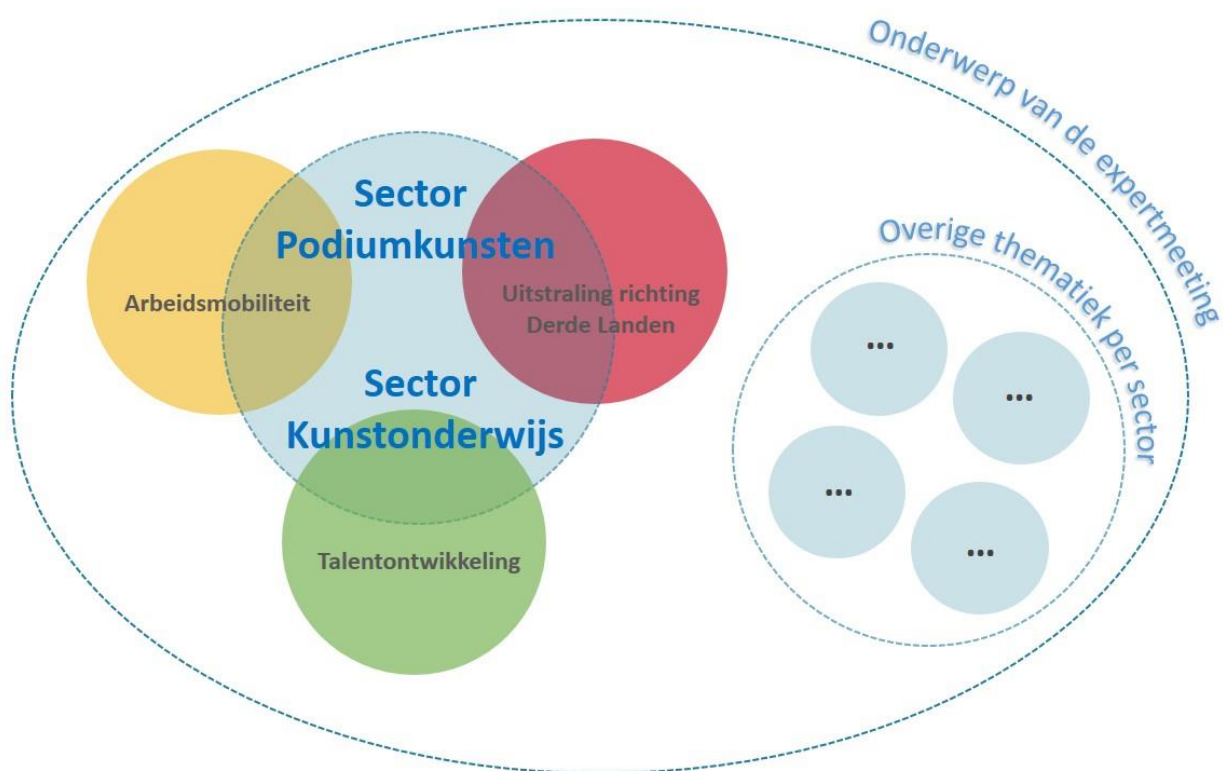 Onderwerp van de expertmeeting
Sector
Podiumkunsten
Arbeidsmobiliteit
Uitstraling richting
Derde Landen
Sector
Kunstonderwijs
Talentontwikkeling
Overige thematiek per sector
...
...
...
...